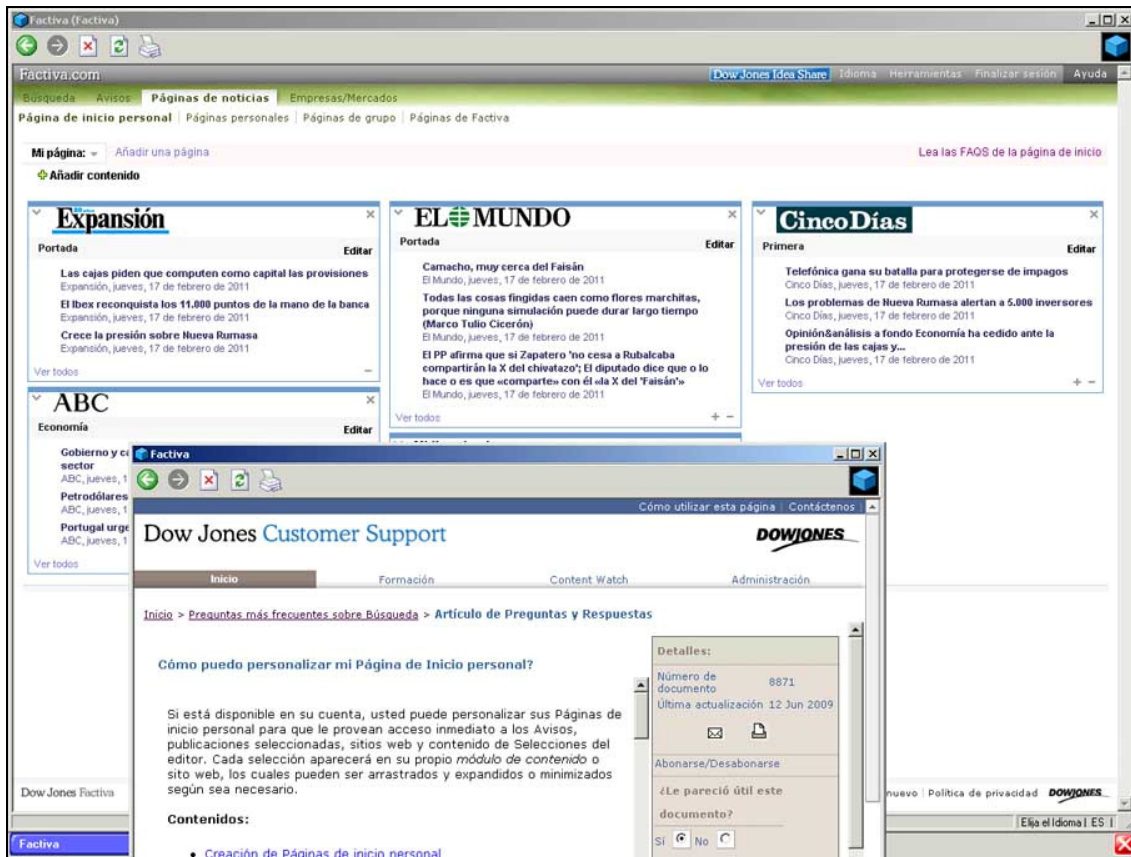 Factiva (Factiva)
Factiva.com
Dow Jones Idea Share Idioma Herramientas Finalizar sesión Ayuda
Búsqueda Avisos Páginas de noticias Empresas/Mercados
Página de inicio personal | Páginas personales | Páginas de grupo | Páginas de Factiva
Mi página: Añadir una página
Lea las FAQS de la página de inicio
Añadir contenido
Expansión
Portada Editar
Las cajas piden que computen como capital las provisiones
Expansión, jueves, 17 de febrero de 2011
El Ibex reconquista los 11.000 puntos de la mano de la banca
Expansión, jueves, 17 de febrero de 2011
Crece la presión sobre Nueva Rumasa
Expansión, jueves, 17 de febrero de 2011
Ver todos
EL MUNDO
Portada Editar
Camacho, muy cerca del Faisán
El Mundo, jueves, 17 de febrero de 2011
Todas las cosas fingidas caen como flores marchitas,
porque ninguna simulación puede durar largo tiempo
(Marco Tulio Cicerón)
El Mundo, jueves, 17 de febrero de 2011
El PP afirma que si Zapatero 'no cesa a Rubalcaba
compartirán la X del chivatazo'; El diputado dice que o lo
hace o es que «comparte» con él «la X del 'Faisán'»
El Mundo, jueves, 17 de febrero de 2011
Ver todos
CincoDías
Primera Editar
Telefónica gana su batalla para protegerse de impagos
Cinco Días, jueves, 17 de febrero de 2011
Los problemas de Nueva Rumasa alertan a 5.000 inversores
Cinco Días, jueves, 17 de febrero de 2011
Opinión&análisis a fondo Economía ha cedido ante la
presión de las cajas y...
Cinco Días, jueves, 17 de febrero de 2011
Ver todos
ABC
Economía Editar
Gobierno y
sector
ABC, jueves, 1
Petrodólares
ABC, jueves, 1
Portugal urge
ABC, jueves, 1
Ver todos
Factiva
Cómo utilizar esta página | Contáctenos |
Dow Jones Customer Support
DOWJONES
Inicio Formación Content Watch Administración
Inicio > Preguntas más frecuentes sobre Búsqueda > Artículo de Preguntas y Respuestas
Cómo puedo personalizar mi Página de Inicio personal?
Si está disponible en su cuenta, usted puede personalizar sus Páginas de
inicio personal para que le provean acceso inmediato a los Avisos,
publicaciones seleccionadas, sitios web y contenido de Selecciones del
editor. Cada selección aparecerá en su propio módulo de contenido o
sito web, los cuales pueden ser arrastrados y expandidos o minimizados
según sea necesario.
Contenidos:
• Creación de Páginas de inicio personal
Detalles:
Número de
documento 8871
Última actualización 12 Jun 2009
Abonarse/Desabonarse
¿Le pareció útil este
documento?
Sí No
Dow Jones Factiva
nuevo | Política de privacidad DOWJONES
Elija el Idioma | ES |
Factiva